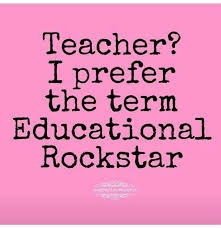 Teacher?
I prefer
the term
Educational
Rockstar